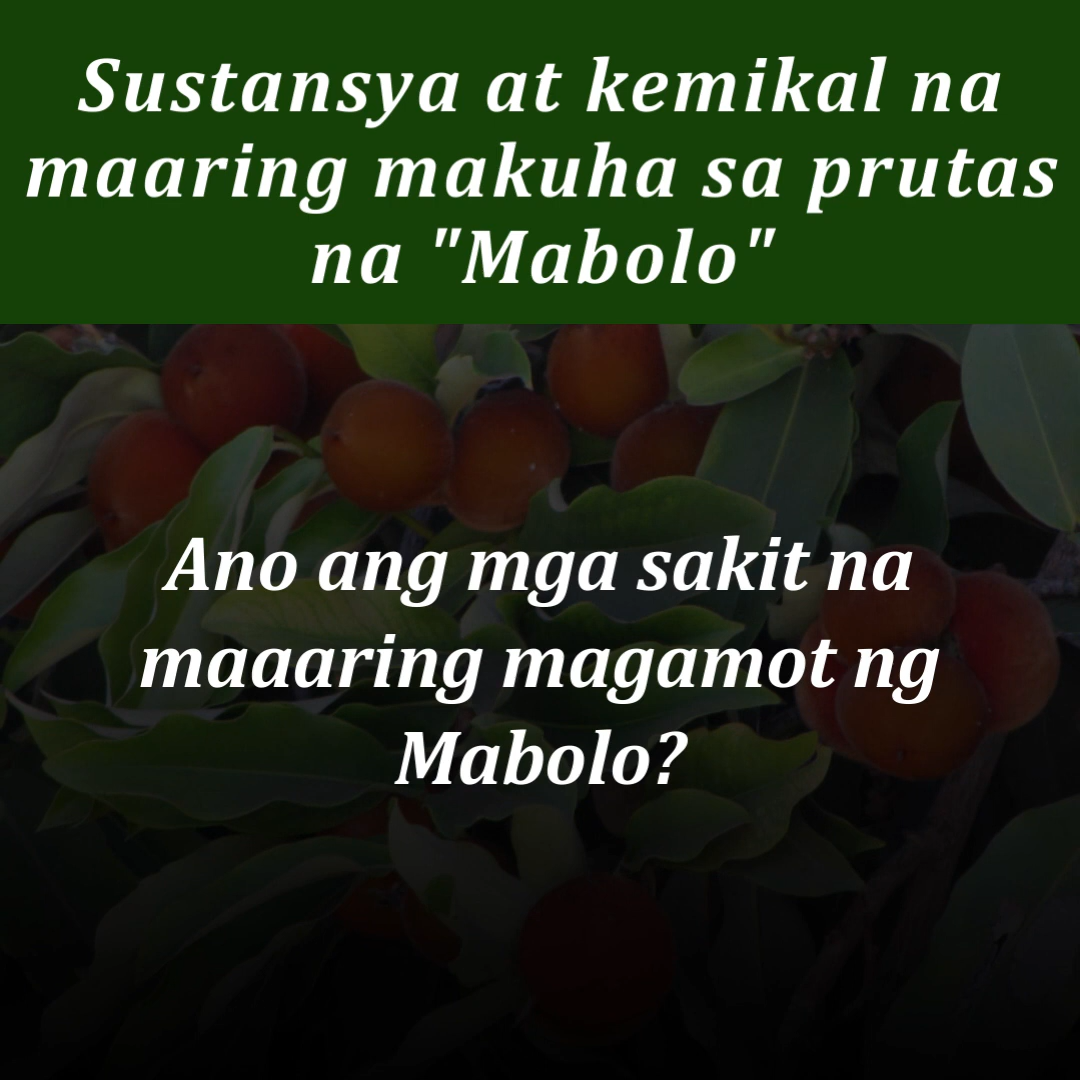 Sustansya at kemikal na
maaring makuha sa prutas
na "Mabolo"
Ano ang mga sakit na
maaaring magamot ng
Mabolo?